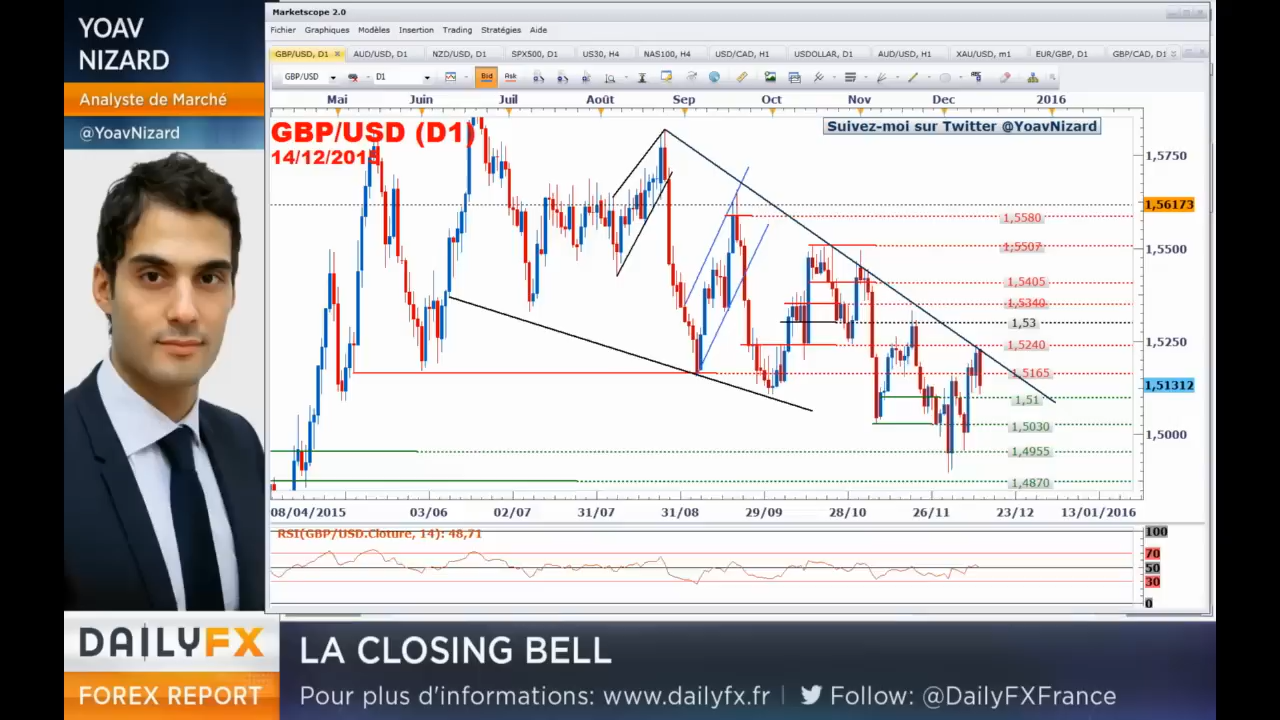 YOAV
NIZARD
Analyste de Marché
@YoavNizard
Marketscope 2.0
Fichier Graphiques Modèles Insertion Trading Stratégies Aide
GBP/USD, D1 AUD/USD, D1 NZD/USD, D1 SPX500, D1 US30, H4 NAS100, H4 USD/CAD, H1 USDOLLAR, D1 AUD/USD, H1 XAU/USD, m1 EUR/GBP, D1 GBP/CAD, D1
GBP/USD D1 Bid Ask
Mai Juin Juil Août Sep Oct Nov Dec 2016
GBP/USD (D1)
14/12/2015
Suivez-moi sur Twitter @YoavNizard
1,5750
1,56173
1,5580
1,5507
1,5500
1,5405
1,5340
1,53
1,5240
1,5250
1,5165
1,51312
1,51
1,5030
1,5000
1,4955
1,4870
08/04/2015 03/06 02/07 31/07 31/08 29/09 28/10 26/11 23/12 13/01/2016
RSI(GBP/USD.Cloture, 14): 48,71
100
70
50
30
0
DAILYFX
FOREX REPORT
LA CLOSING BELL
Pour plus d'informations: www.dailyfx.fr | Follow: @DailyFXFrance